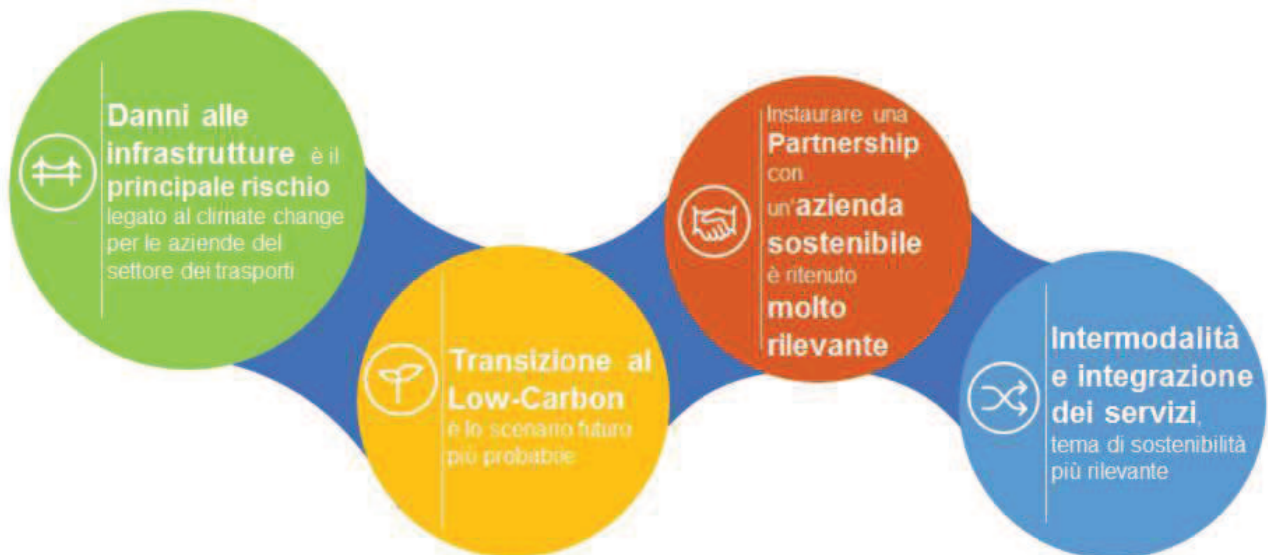 Danni alle
infrastrutture è il
principale rischio
legato al climate change
per le aziende del
settore dei trasporti
Transizione al
Low-Carbon
è lo scenario futuro
più probabile
Instaurare una
Partnership
con
un'azienda
sostenibile
è ritenuto
molto
rilevante
Intermodalità
e integrazione
dei servizi,
tema di sostenibilità
più rilevante